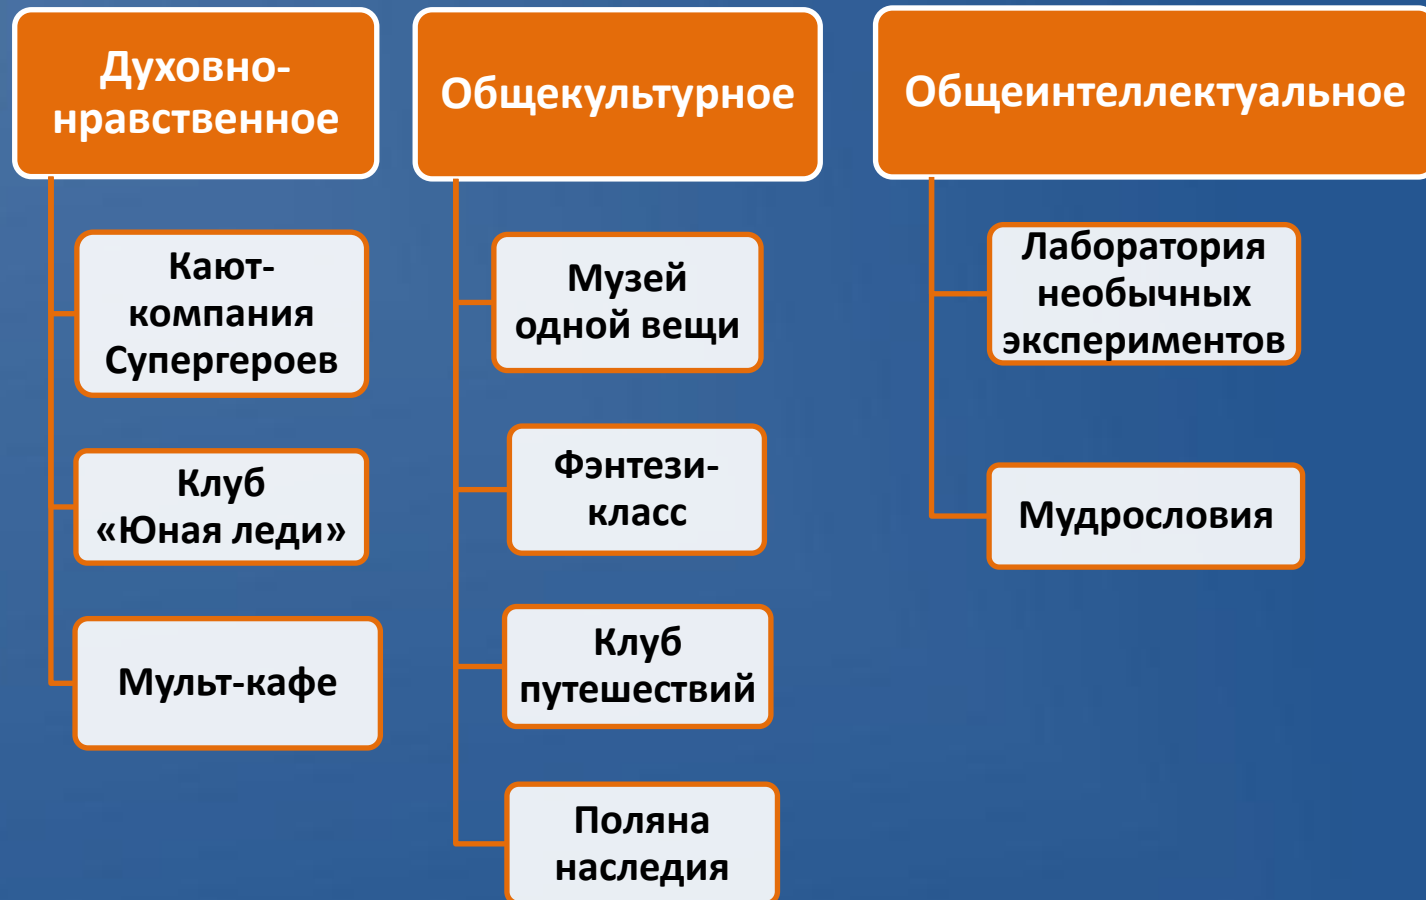 Духовно-
нравственное
Кают-
компания
Супергероев
Клуб
«Юная леди»
Мульт-кафе
Общекультурное
Музей
одной вещи
Фэнтези-
класс
Клуб
путешествий
Поляна
наследия
Общеинтеллектуальное
Лаборатория
необычных
экспериментов
Мудрословия